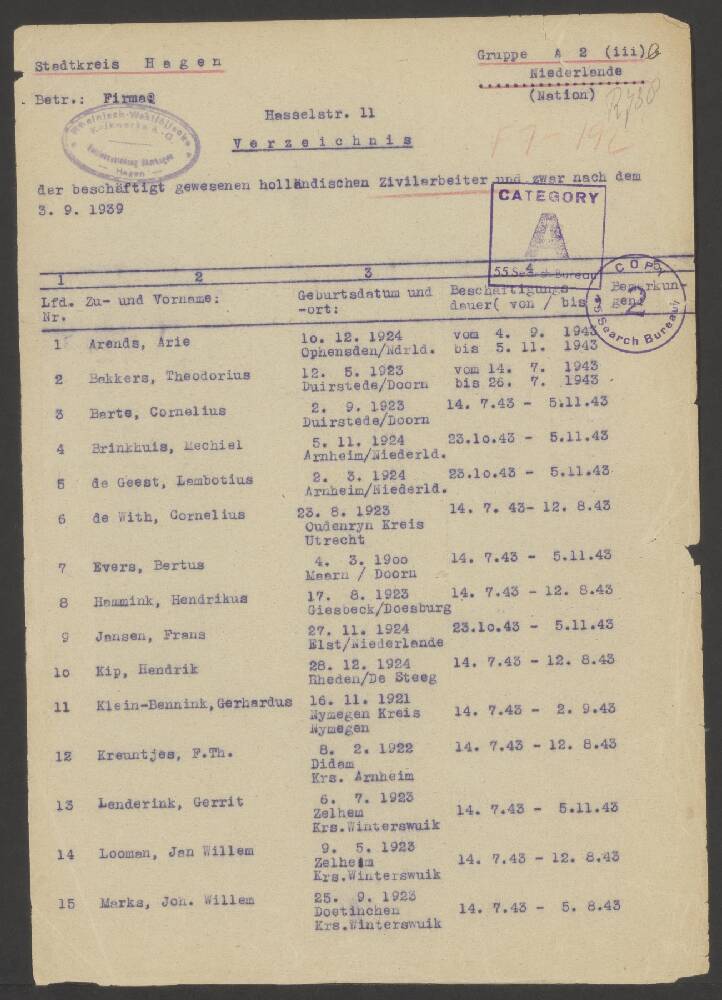 Stadtkreis Hagen
Gruppe A 2 (iii)
Niederlande
(Nation)
Betr.: Firma
Rheinisch-Westfälische
Kalkwerke A.-G.
Hagen
Hasselstr. 11
Verzeichnis
F 7 - 192
der beschäftigt gewesenen holländischen Zivilarbeiter und zwar nach dem
3. 9. 1939
CATEGORY
A
4
55 Search Bureau
COPY
2
55 Search Bureau
1 2 3
Lfd. Nr. Zu- und Vorname: Geburtsdatum und -ort: Beschäftigungsdauer( von / bis Bemerkungen
1 Arends, Arie 10. 12. 1924 vom 4. 9. 1943
Ophensden/Ndrld. bis 5. 11. 1943
2 Bakkers, Theodorius 12. 5. 1923 vom 14. 7. 1943
Duirstede/Doorn bis 26. 7. 1943
3 Barte, Cornelius 2. 9. 1923 14. 7.43 - 5.11.43
Duirstede/Doorn
4 Brinkhuis, Mechiel 5. 11. 1924 23.10.43 - 5.11.43
Arnheim/Niederld.
5 de Geest, Lambotius 2. 3. 1924 23.10.43 - 5.11.43
Arnheim/Niederld.
6 de With, Cornelius 23. 8. 1923 14. 7. 43- 12. 8.43
Oudenryn Kreis
Utrecht
7 Evers, Bertus 4. 3. 1900 14. 7.43 - 5.11.43
Maarn / Doorn
8 Hammink, Hendrikus 17. 8. 1923 14. 7.43 - 12. 8.43
Giesbeck/Doesburg
9 Jansen, Frans 27. 11. 1924 23.10.43 - 5.11.43
Elst/Niederlande
10 Kip, Hendrik 28. 12. 1924 14. 7.43 - 12. 8.43
Rheden/De Steeg
11 Klein-Bennink, Gerhardus 16. 11. 1921
Nymegen Kreis 14. 7.43 - 2. 9.43
Nymegen
12 Kreuntjes, F.Th. 8. 2. 1922 14. 7.43 - 12. 8.43
Didam
Krs. Arnheim
13 Lenderink, Gerrit 6. 7. 1923
Zelhem 14. 7.43 - 5.11.43
Krs.Winterswuik
14 Looman, Jan Willem 9. 5. 1923
Zelheim 14. 7.43 - 12. 8.43
Krs.Winterswuik
15 Marks, Joh. Willem 25. 9. 1923
Doetinchen 14. 7.43 - 5. 8.43
Krs.Winterswuik